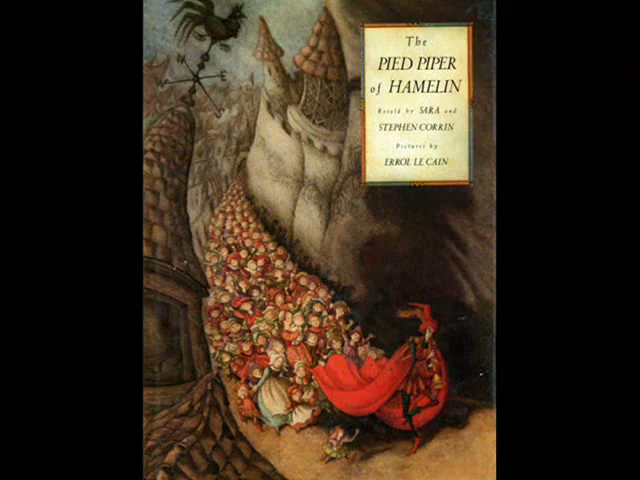 The
PIED PIPER
of HAMELIN
Retold by SARA and
STEPHEN CORRIN
Pictures by
ERROL LE CAIN